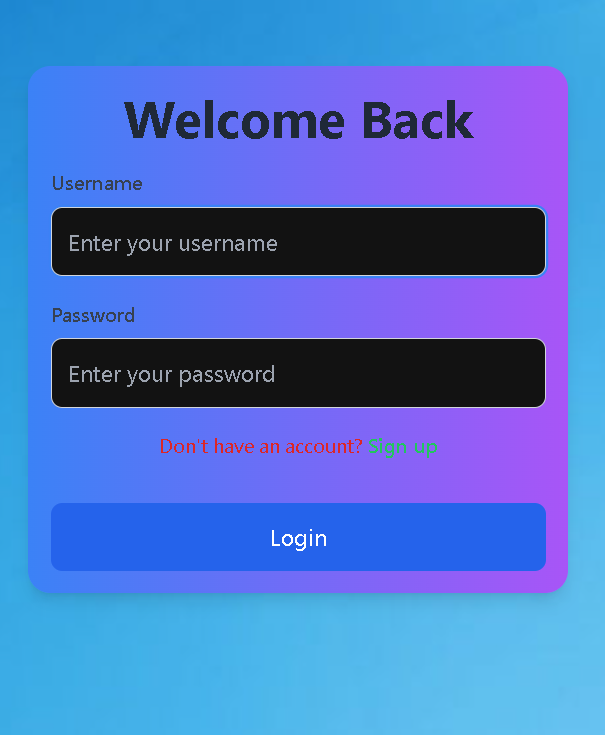 Welcome Back
Username
Enter your username
Password
Enter your password
Don't have an account? Sign up
Login